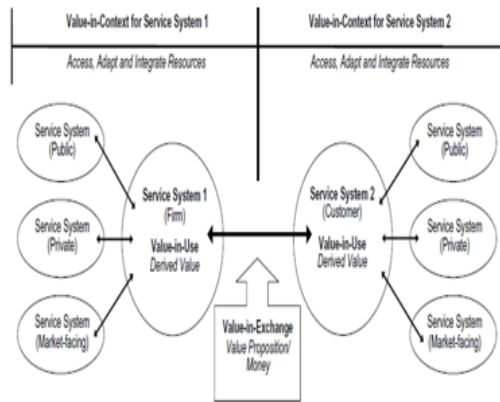 Value-in-Context for Service System 1
Value-in-Context for Service System 2
Access, Adapt and Integrate Resources
Access, Adapt and Integrate Resources
Service System
(Public)
Service System
(Private)
Service System
(Market-facing)
Service System 1
(Firm)
Value-in-Use
Derived Value
Value-in-Exchange
Value Proposition/
Money
Service System 2
(Customer)
Value-in-Use
Derived Value
Service System
(Public)
Service System
(Private)
Service System
(Market-facing)